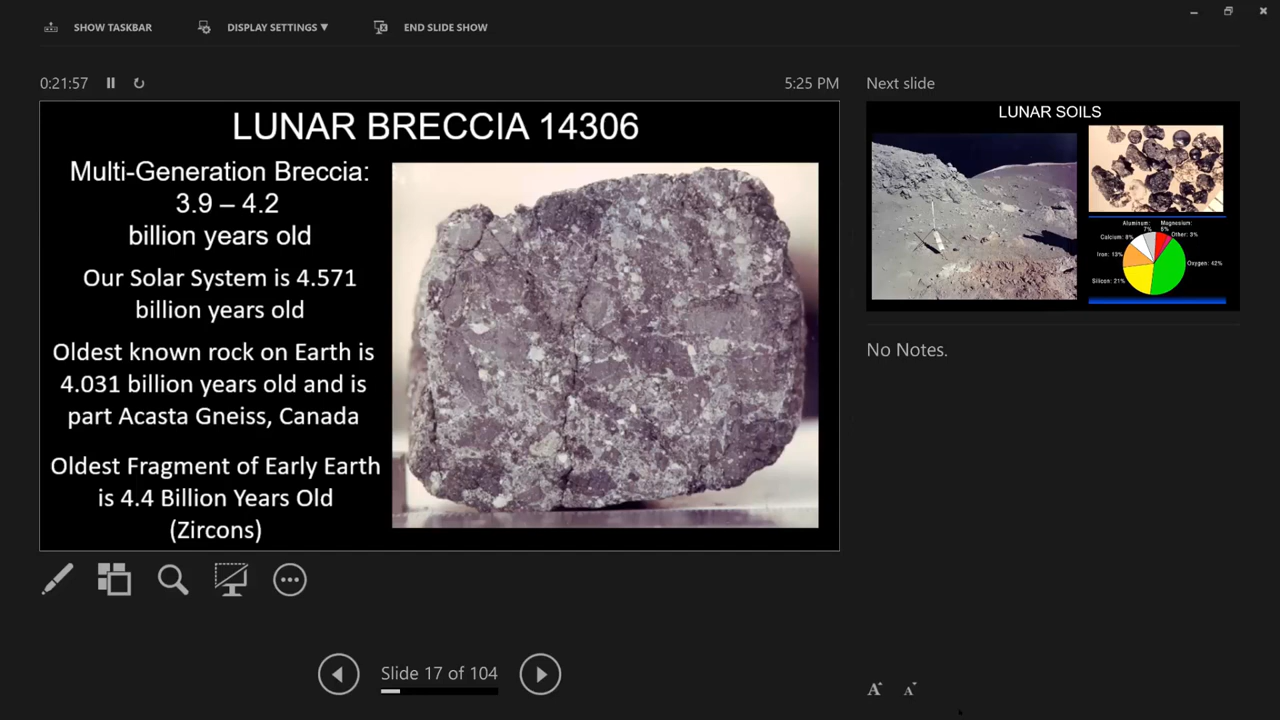 SHOW TASKBAR
DISPLAY SETTINGS ▼
END SLIDE SHOW
0:21:57
5:25 PM
LUNAR BRECCIA 14306
Multi-Generation Breccia:
3.9 – 4.2
billion years old
Our Solar System is 4.571
billion years old
Oldest known rock on Earth is
4.031 billion years old and is
part Acasta Gneiss, Canada
Oldest Fragment of Early Earth
is 4.4 Billion Years Old
(Zircons)
Slide 17 of 104
Next slide
LUNAR SOILS
Aluminum:
7%
Magnesium:
6%
Calcium: 8%
Other: 3%
Iron: 13%
Oxygen: 42%
Silicon: 21%
No Notes.
A A